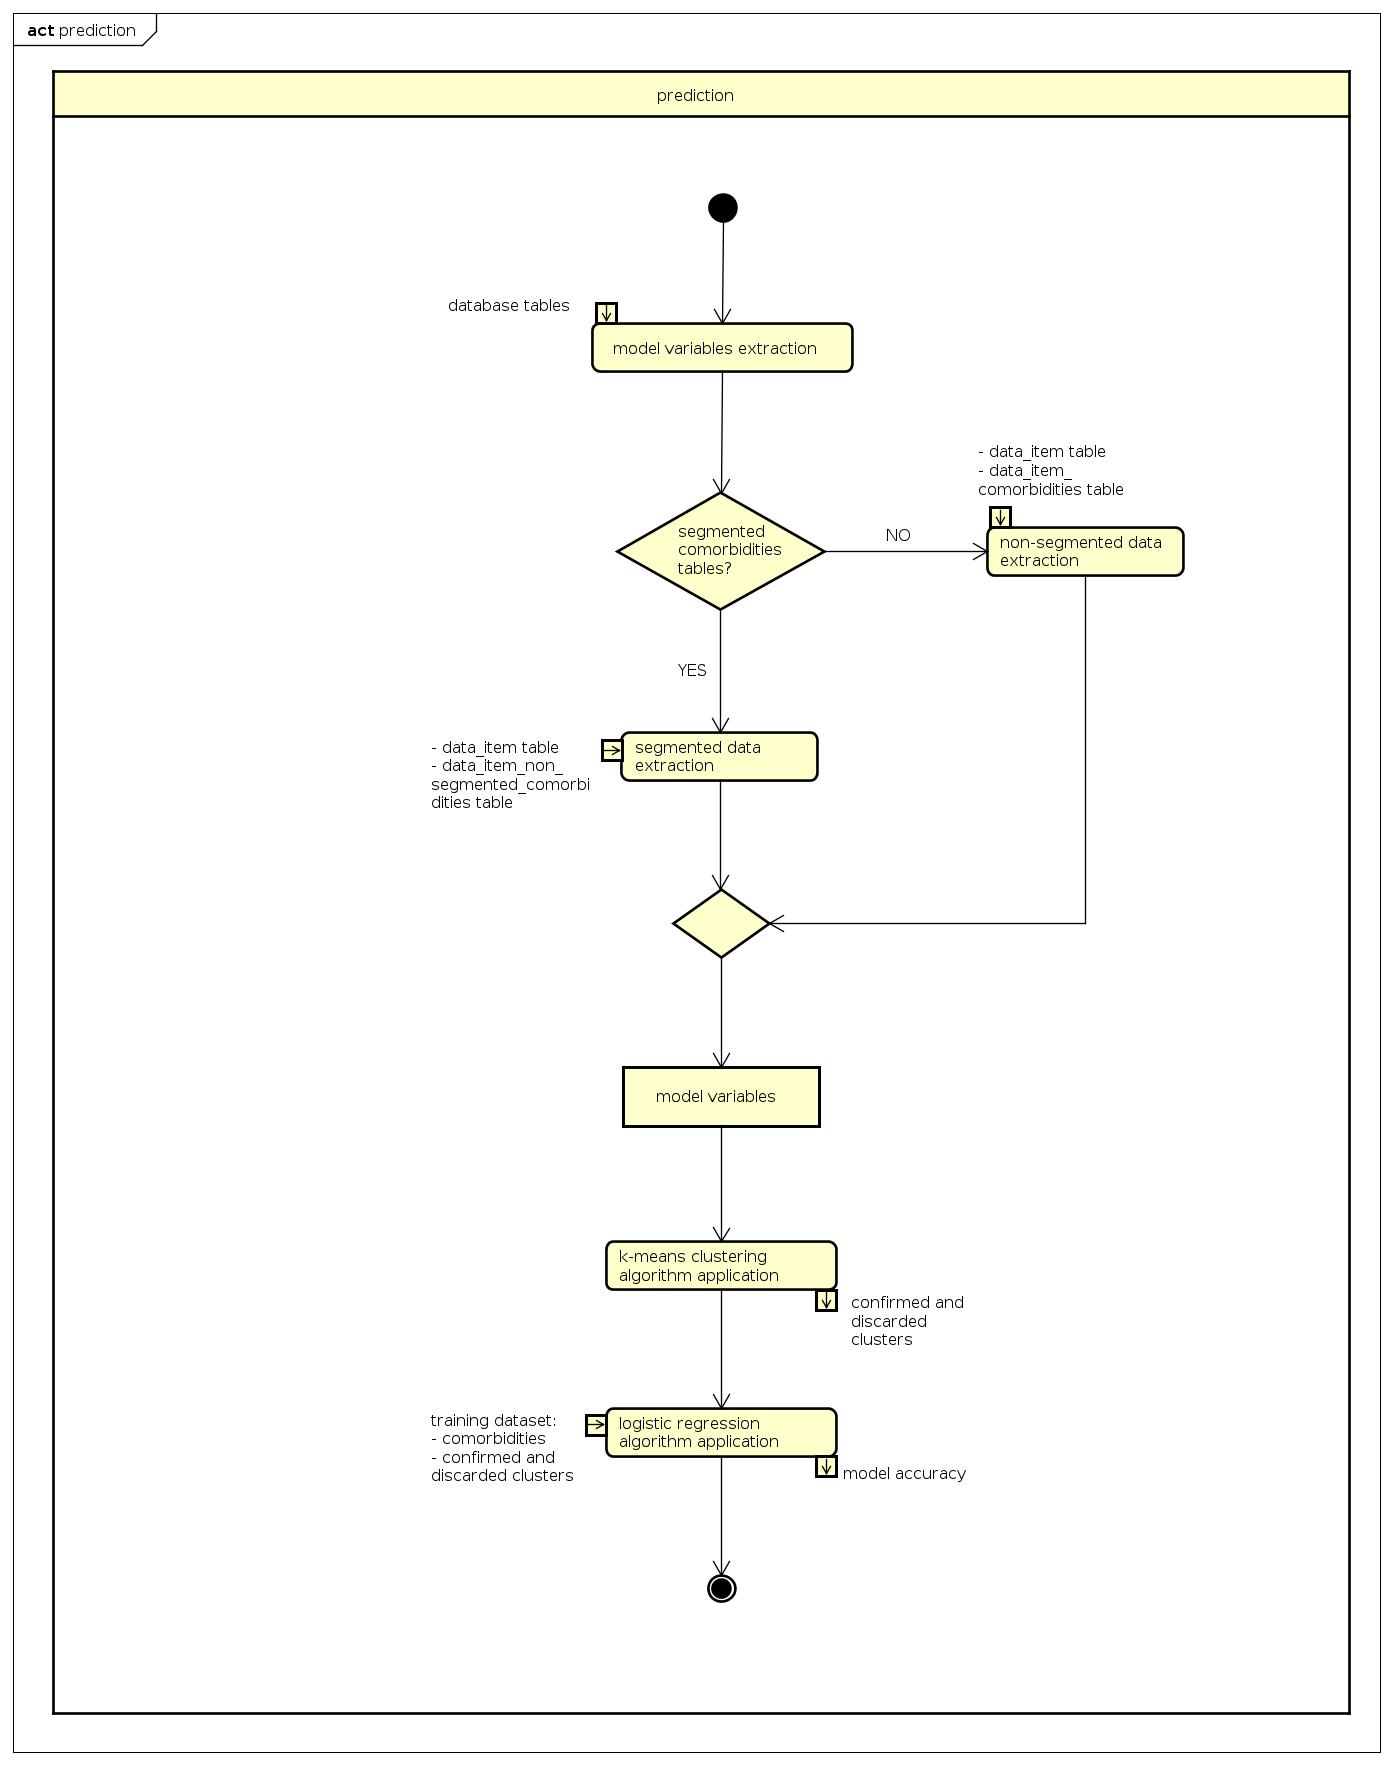 act prediction
prediction
database tables
model variables extraction
- data_item table
- data_item_
comorbidities table
segmented
comorbidities
tables?
NO
non-segmented data
extraction
YES
- data_item table
- data_item_non_
segmented_comorbi
dities table
segmented data
extraction
model variables
k-means clustering
algorithm application
confirmed and
discarded
clusters
training dataset:
- comorbidities
- confirmed and
discarded clusters
logistic regression
algorithm application
model accuracy